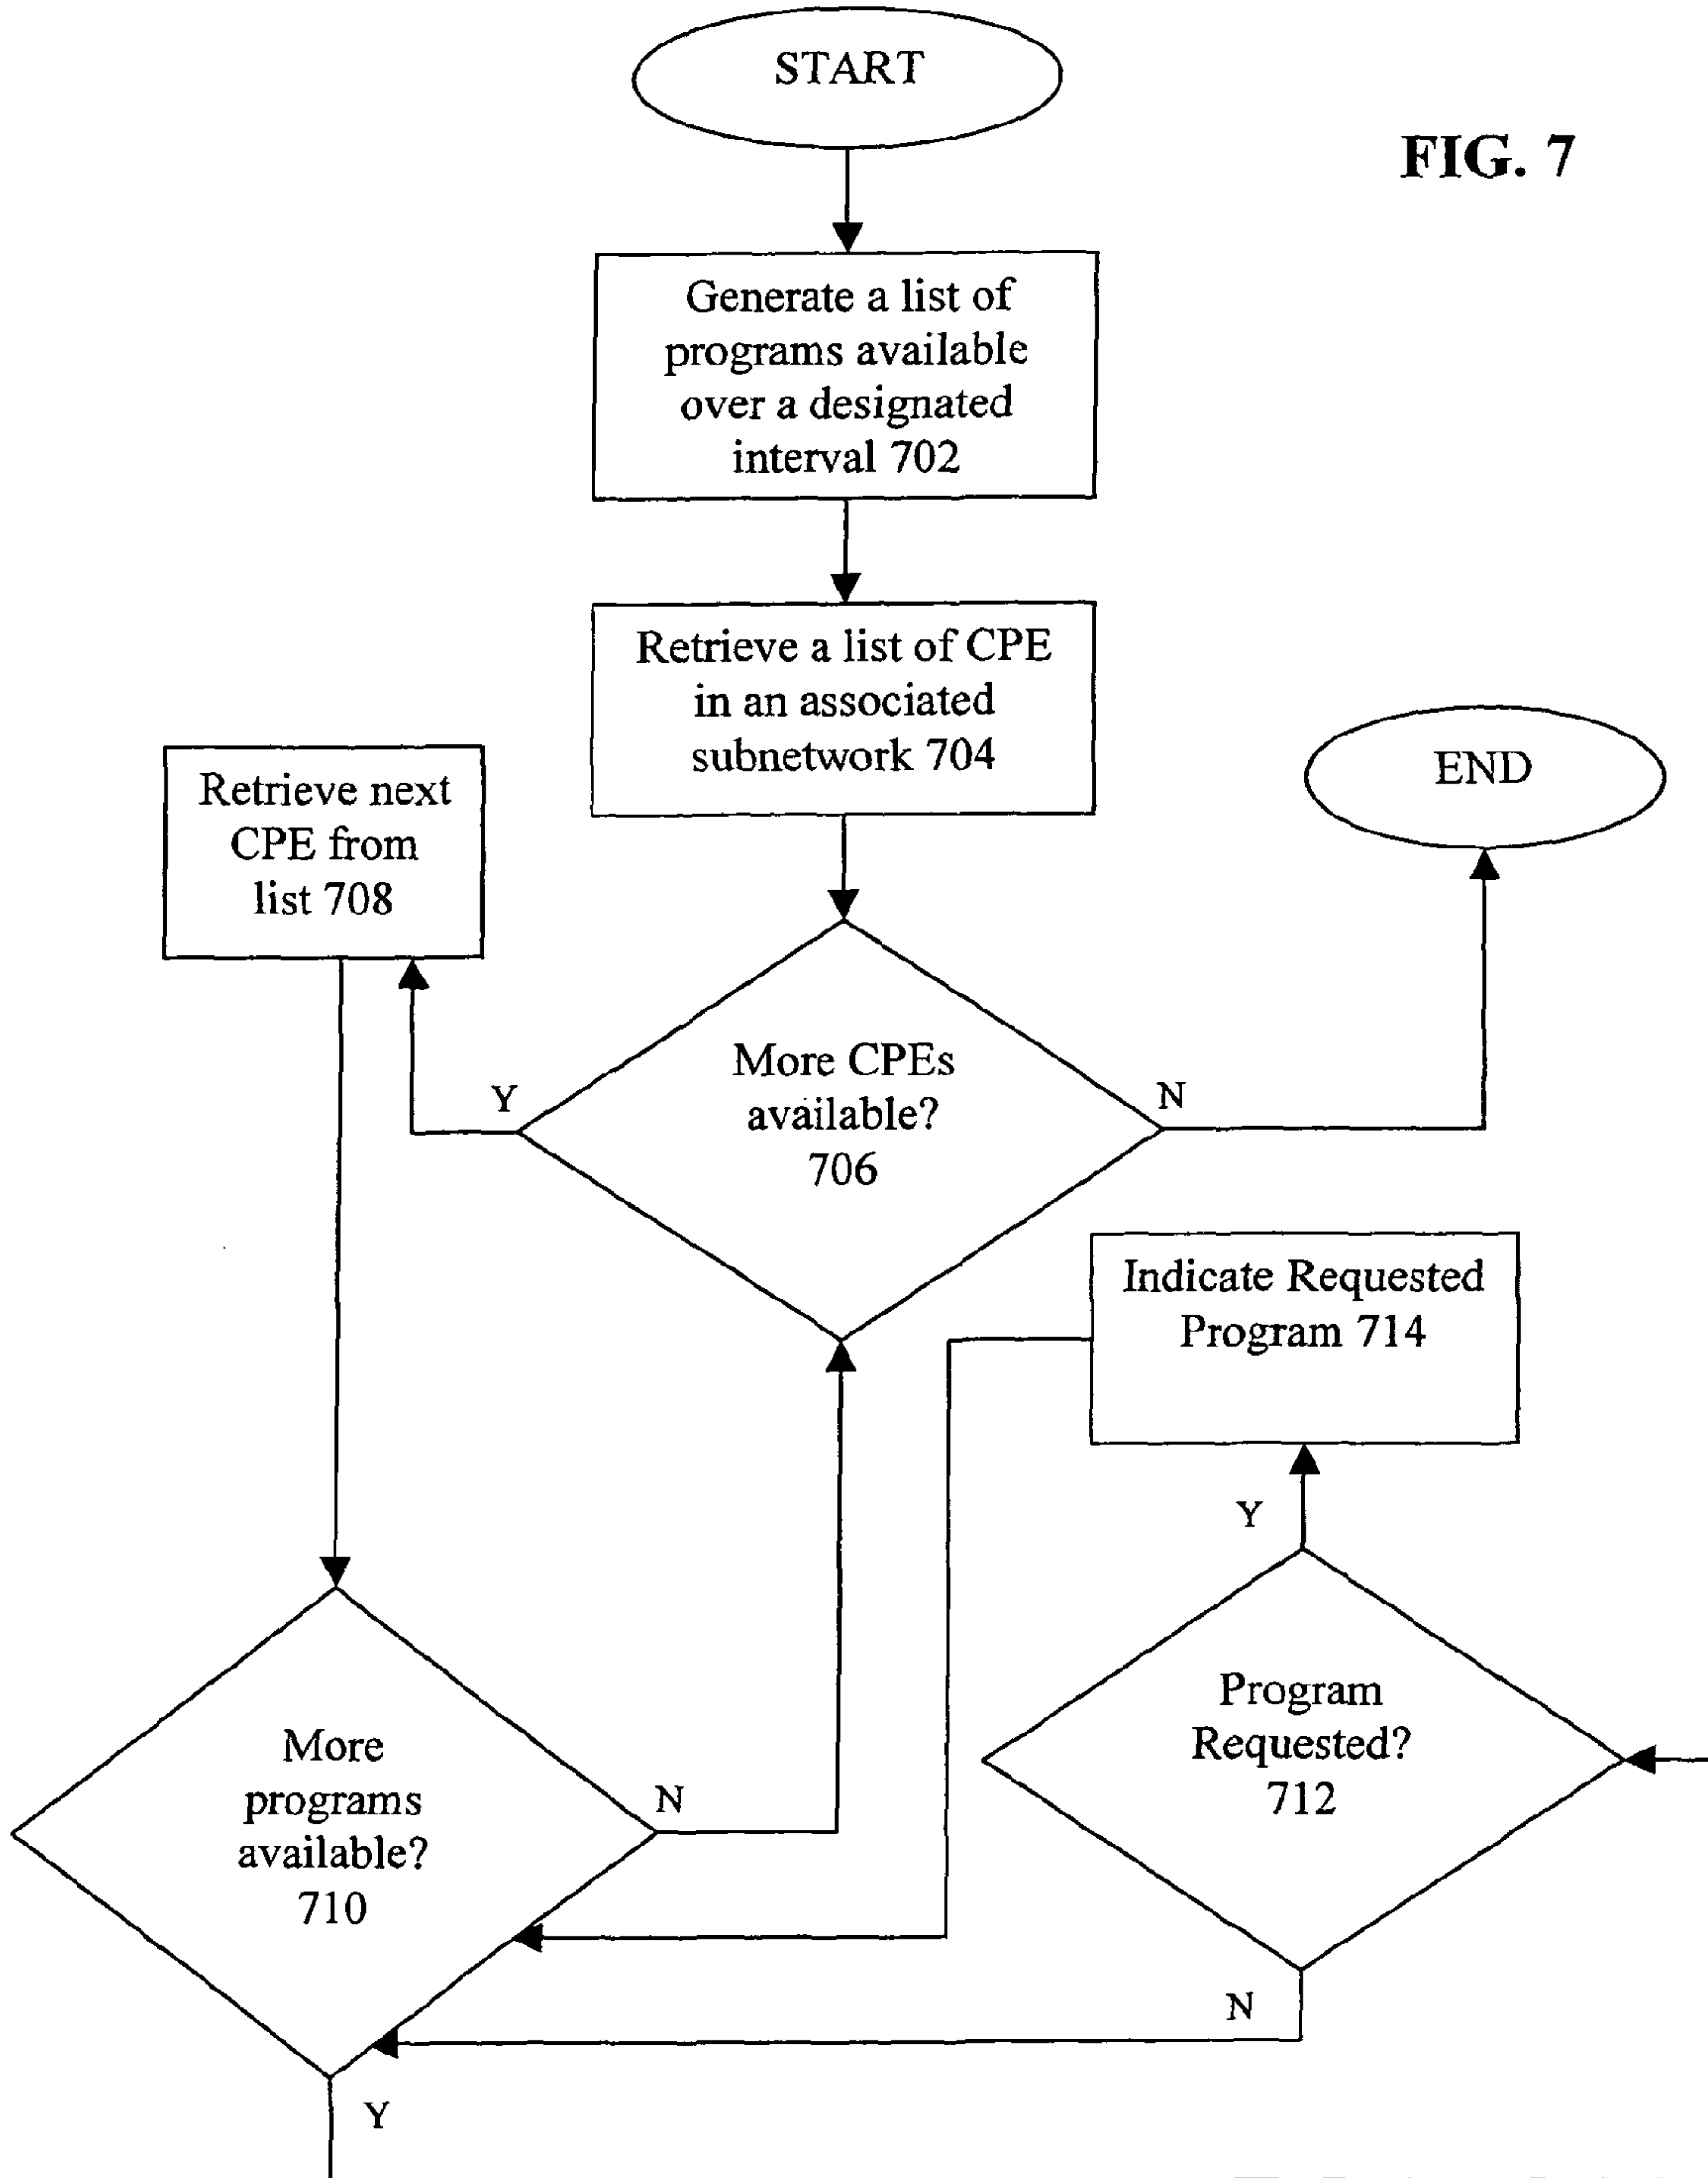 START
FIG. 7
Generate a list of
programs available
over a designated
interval 702
Retrieve a list of CPE
in an associated
subnetwork 704
END
Retrieve next
CPE from
list 708
More CPEs
available?
706
Y
N
Indicate Requested
Program 714
Y
Program
Requested?
712
More
programs
available?
710
N
N
Y